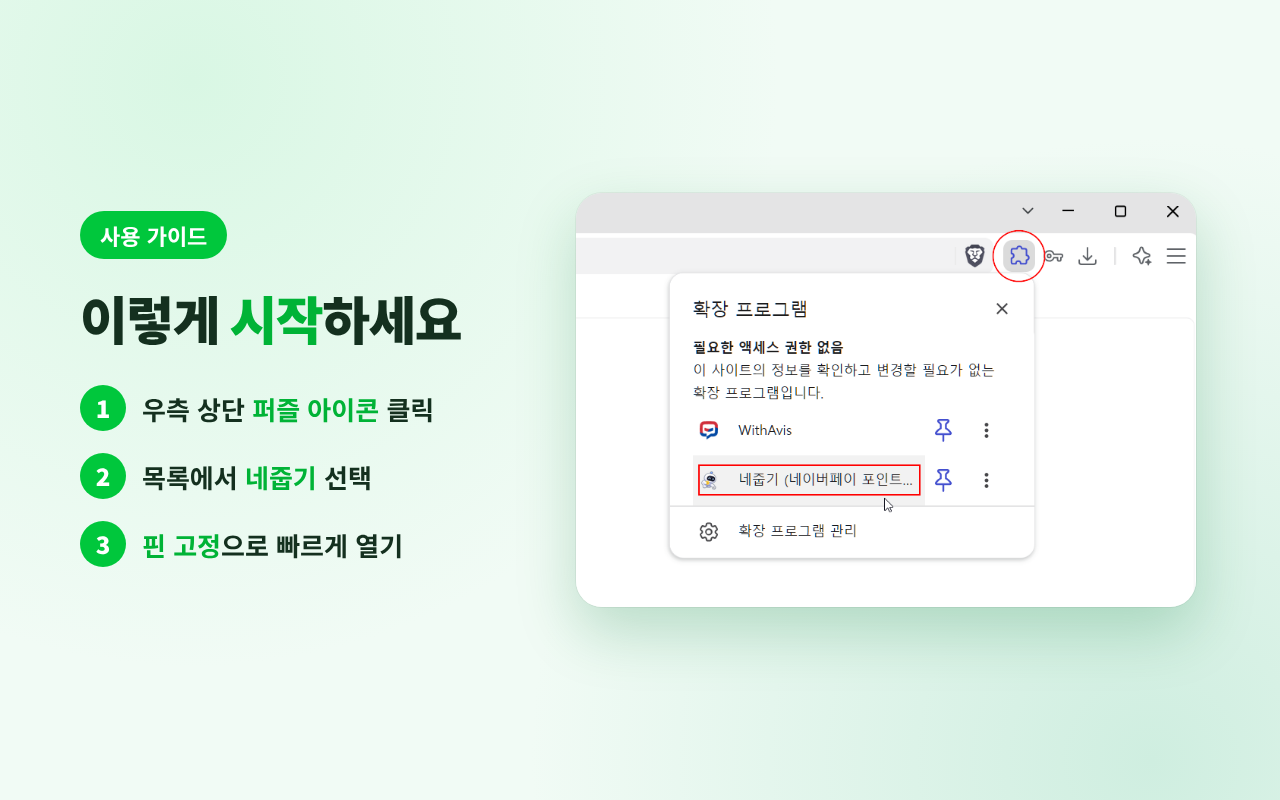 사용 가이드
이렇게 시작하세요
1 우측 상단 퍼즐 아이콘 클릭
2 목록에서 네줍기 선택
3 핀 고정으로 빠르게 열기
확장 프로그램
필요한 액세스 권한 없음
이 사이트의 정보를 확인하고 변경할 필요가 없는
확장 프로그램입니다.
WithAvis
네줍기 (네이버페이 포인트...
확장 프로그램 관리